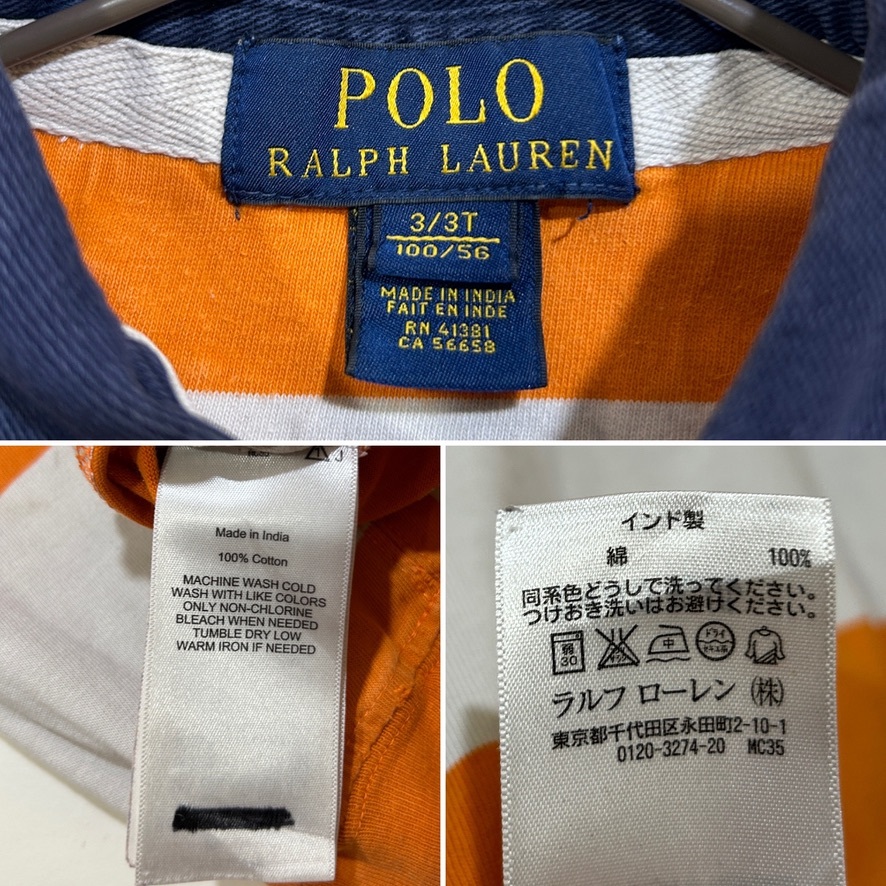 POLO
RALPH LAUREN
3/3T
100/56
MADE IN INDIA
FAIT EN INDE
RN 41381
CA 56658
Made in India
100% Cotton
MACHINE WASH COLD
WASH WITH LIKE COLORS
ONLY NON-CHLORINE
BLEACH WHEN NEEDED
TUMBLE DRY LOW
WARM IRON IF NEEDED
インド製
綿 100%
同系色どうしで洗ってください。
つけおき洗いはお避けください。
弱 30 中 ドライ セキユ系
ラルフ ローレン (株)
東京都千代田区永田町2-10-1
0120-3274-20 MC35